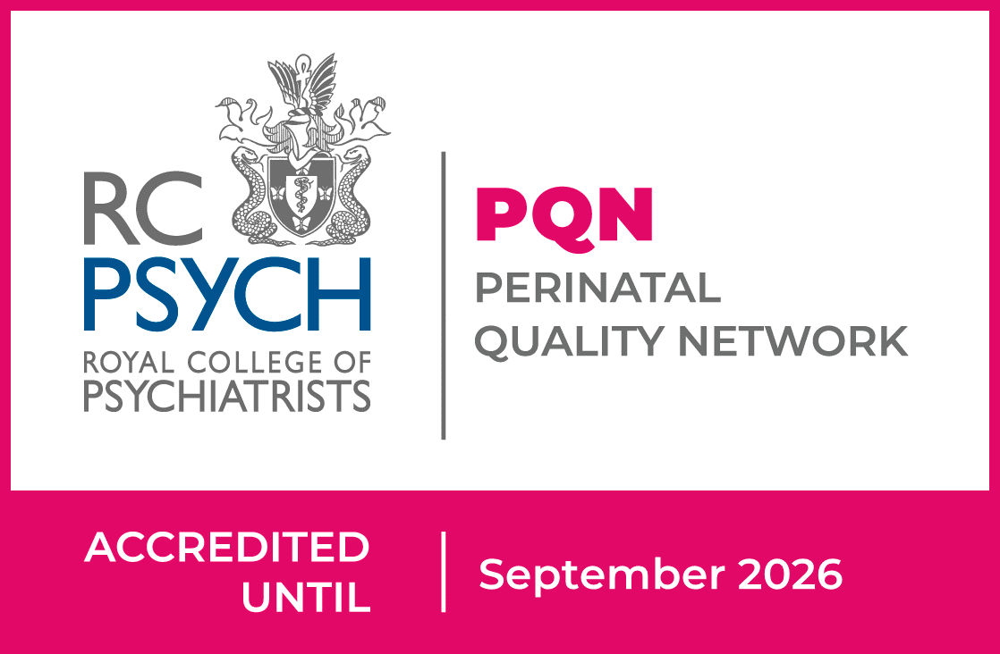 RC
PSYCH
ROYAL COLLEGE OF
PSYCHIATRISTS
PQN
PERINATAL
QUALITY NETWORK
ACCREDITED
UNTIL
September 2026